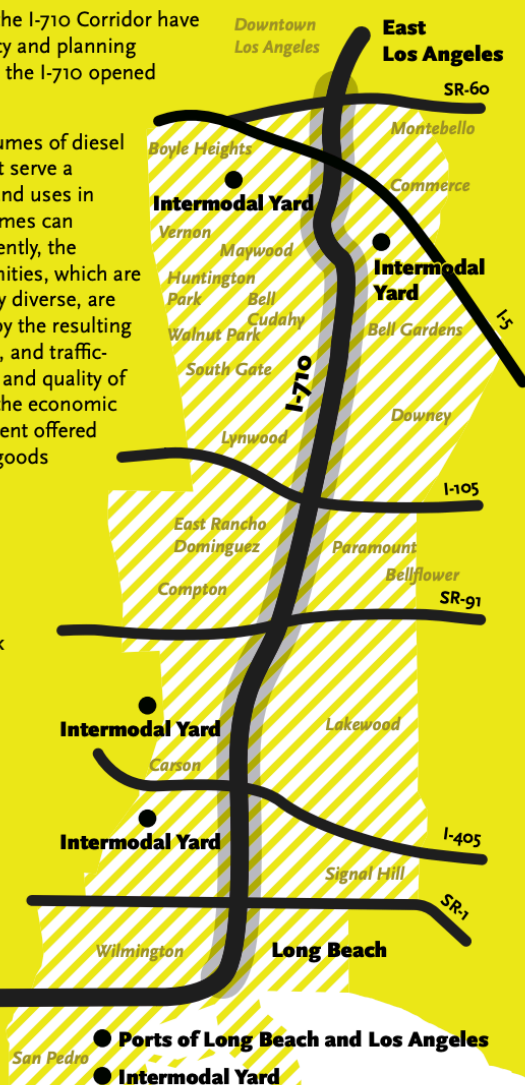 the I-710 Corridor have
ty and planning
the I-710 opened
umes of diesel
t serve a
and uses in
mes can
ently, the
nities, which are
y diverse, are
by the resulting
, and traffic-
and quality of
the economic
ent offered
goods
k
Downtown
Los Angeles
East
Los Angeles
SR-60
Montebello
Boyle Heights
Commerce
Intermodal Yard
Vernon
Maywood
Intermodal
Yard
Huntington
Park
Bell
Cudahy
I-5
Walnut Park
Bell Gardens
South Gate
I-710
Downey
Lynwood
I-105
East Rancho
Dominguez
Paramount
Bellflower
Compton
SR-91
Intermodal Yard
Lakewood
Carson
Intermodal Yard
I-405
Signal Hill
SR-1
Wilmington
Long Beach
Ports of Long Beach and Los Angeles
San Pedro
Intermodal Yard